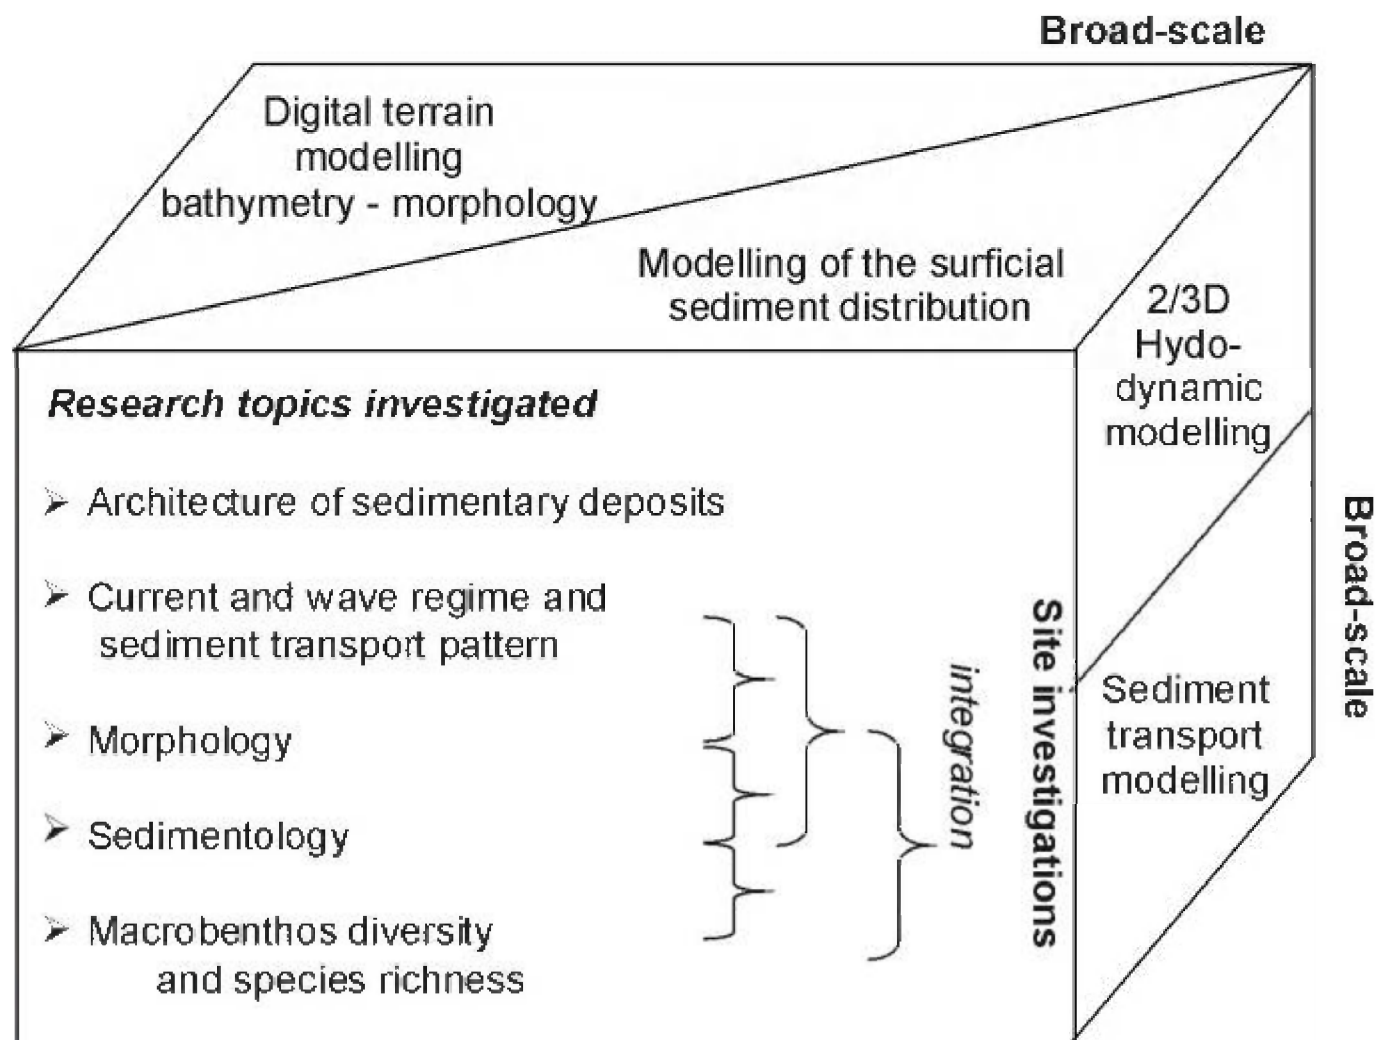 Broad-scale
Digital terrain
modelling
bathymetry - morphology
Modelling of the surficial
sediment distribution
2/3D
Hydo-
dynamic
modelling
Research topics investigated
➢ Architecture of sedimentary deposits
➢ Current and wave regime and
sediment transport pattern
➢ Morphology
➢ Sedimentology
➢ Macrobenthos diversity
and species richness
integration
Site investigations
Sediment
transport
modelling
Broad-scale